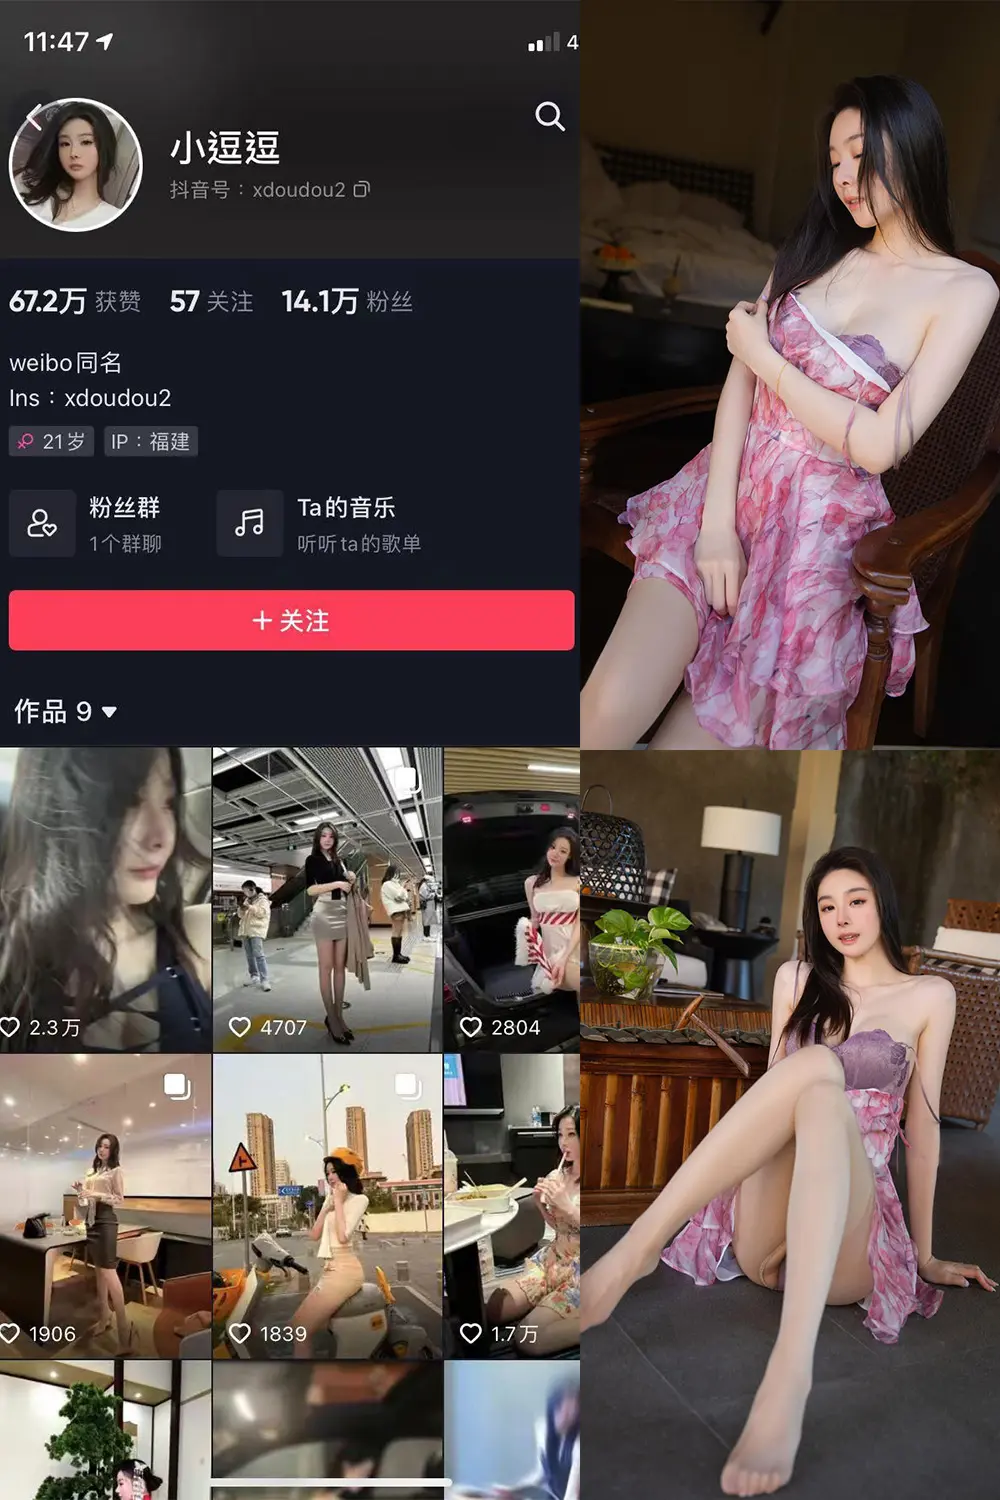 11:47
4
小逗逗
抖音号：xdoudou2
67.2万 获赞 57 关注 14.1万 粉丝
weibo同名
Ins：xdoudou2
21岁 IP：福建
粉丝群
1个群聊
Ta的音乐
听听ta的歌单
+ 关注
作品 9
2.3万
4707
2804
1906
1839
1.7万